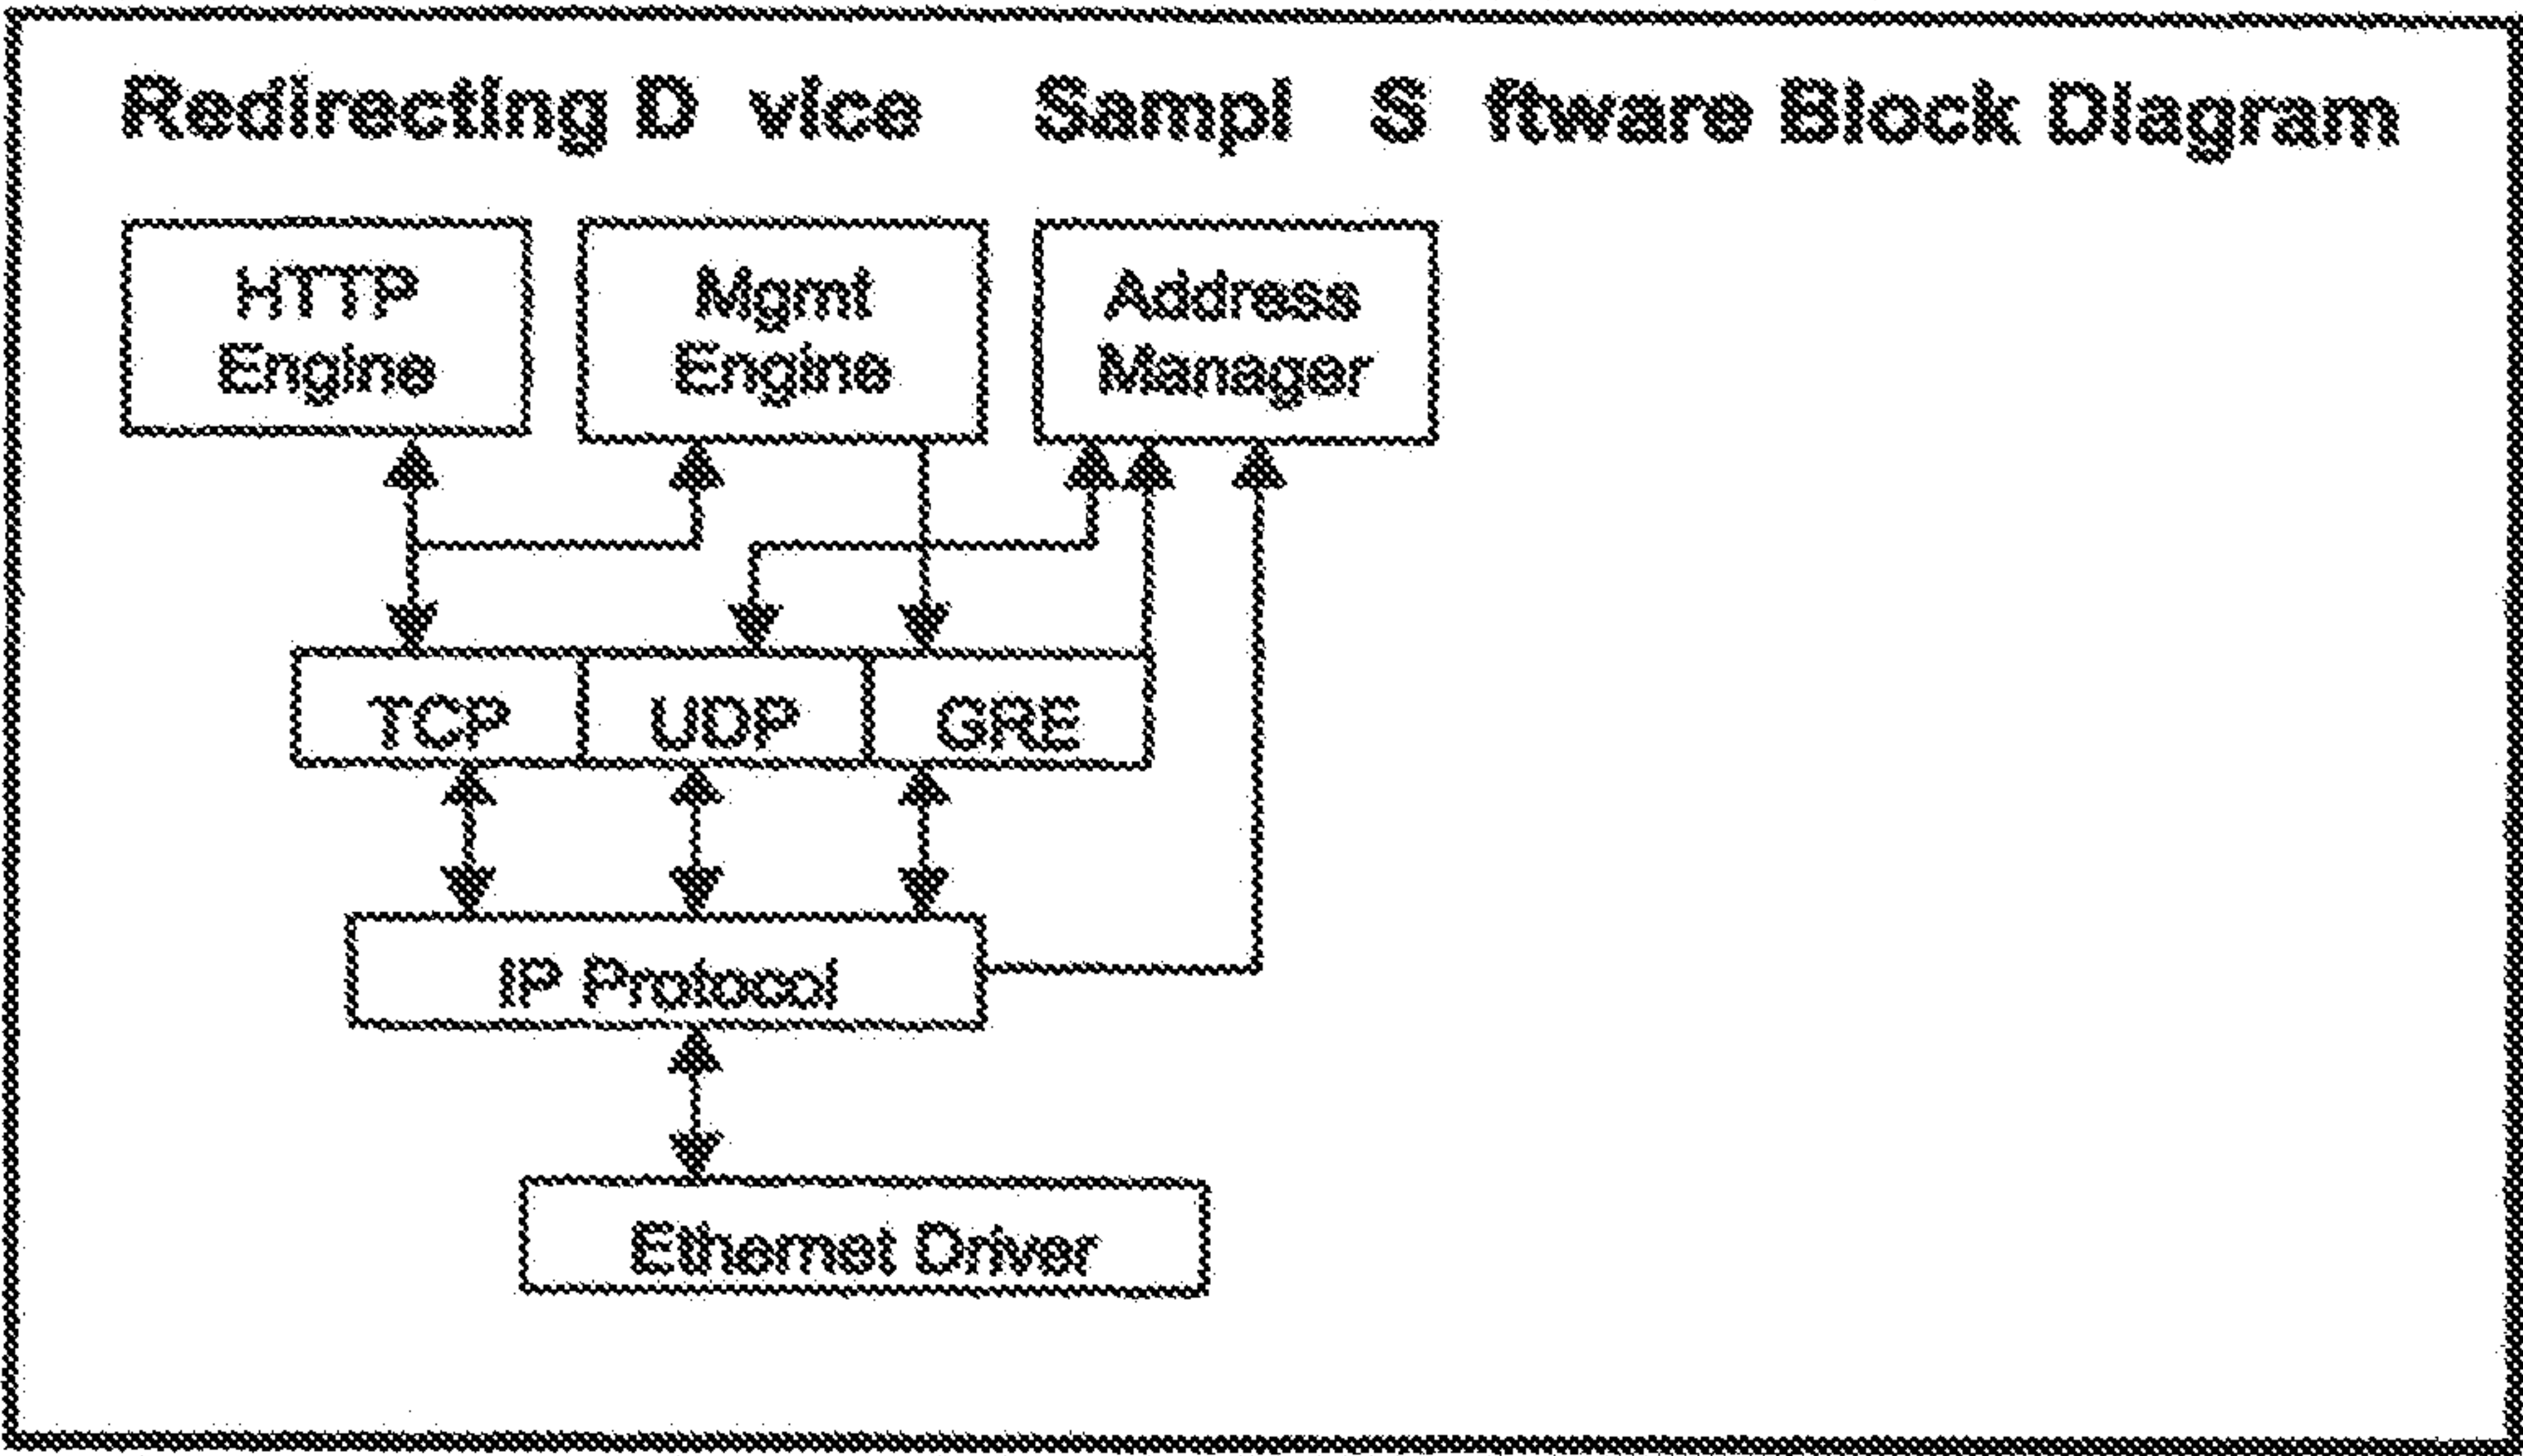 Redirecting D vice Sampl S ftware Block Diagram
HTTP
Engine
Mgmt
Engine
Address
Manager
TCP
UDP
GRE
IP Protocol
Ethernet Driver